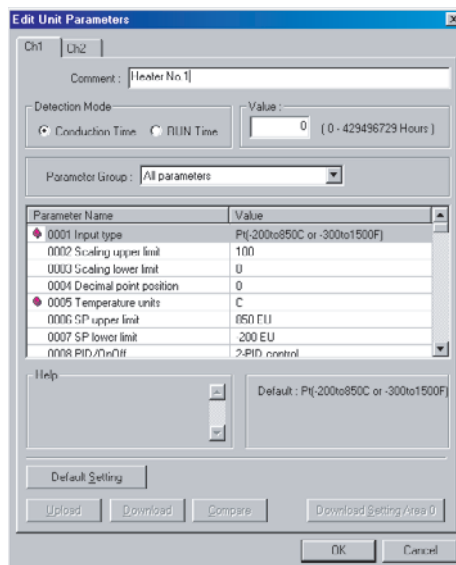 Edit Unit Parameters
Ch1 Ch2
Comment : Heater No.1
Detection Mode Value :
Conduction Time RUN Time 0 ( 0 - 429496729 Hours )
Parameter Group : All parameters
Parameter Name Value
0001 Input type Pt(-200to850C or -300to1500F)
0002 Scaling upper limit 100
0003 Scaling lower limit 0
0004 Decimal point position 0
0005 Temperature units C
0006 SP upper limit 850 EU
0007 SP lower limit -200 EU
0008 PID/OnOff 2-PID control
Help
Default : Pt(-200to850C or -300to1500F)
Default Setting
Upload Download Compare Download Setting Area 0
OK Cancel